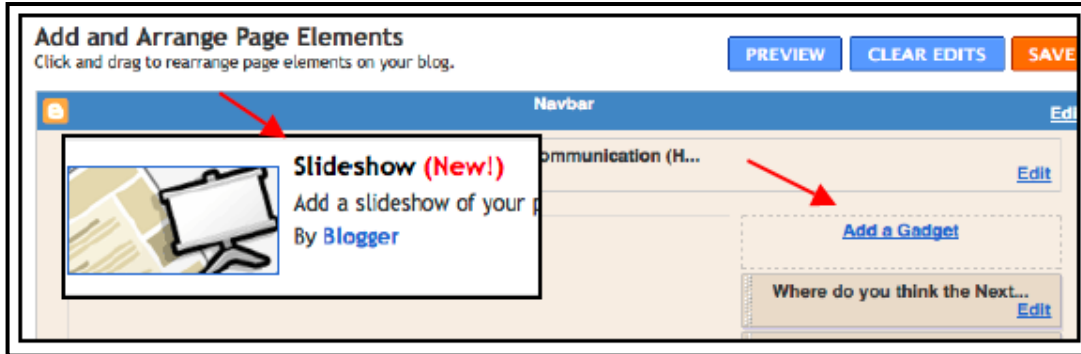 Add and Arrange Page Elements
Click and drag to rearrange page elements on your blog.
PREVIEW
CLEAR EDITS
SAVE
Navbar
Edi
Slideshow (New!)
Add a slideshow of your p
By Blogger
ommunication (H...
Edit
Add a Gadget
Where do you think the Next...
Edit